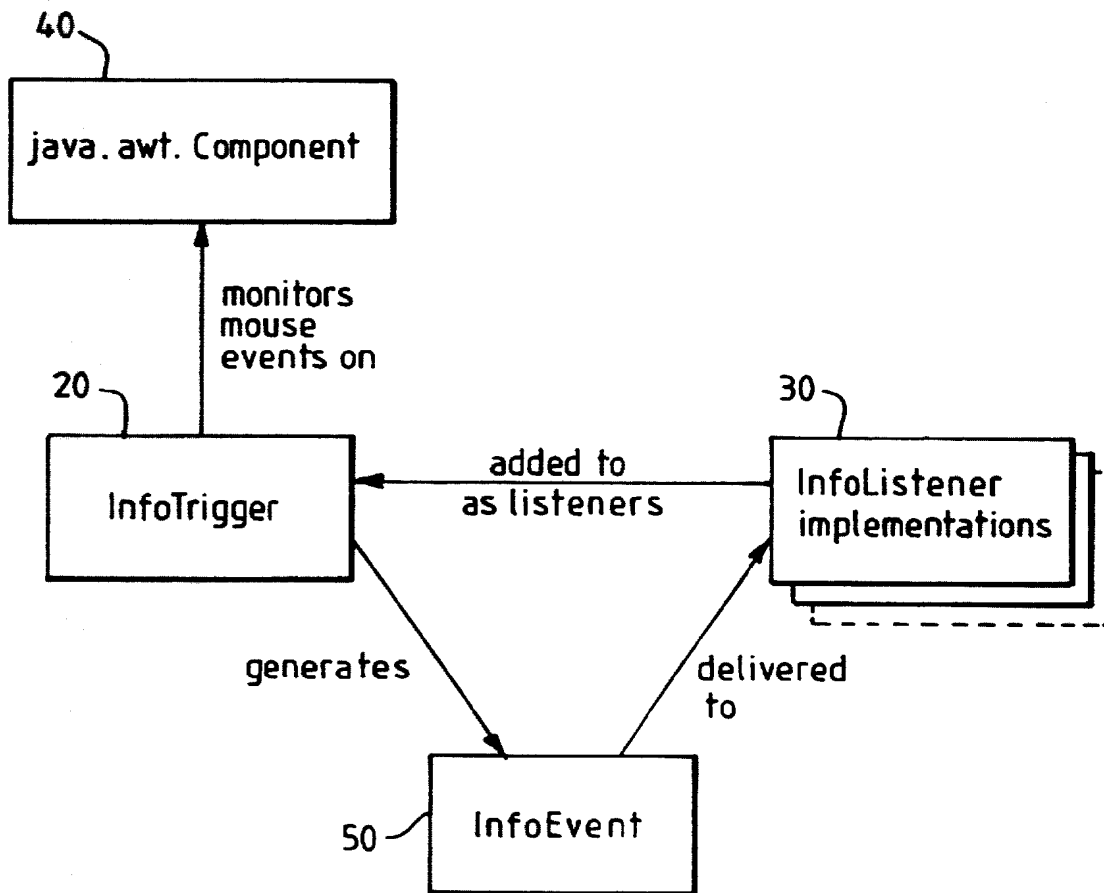 40
java.awt.Component
monitors
mouse
events on
20
InfoTrigger
added to
as listeners
30
InfoListener
implementations
generates
delivered
to
InfoEvent
50